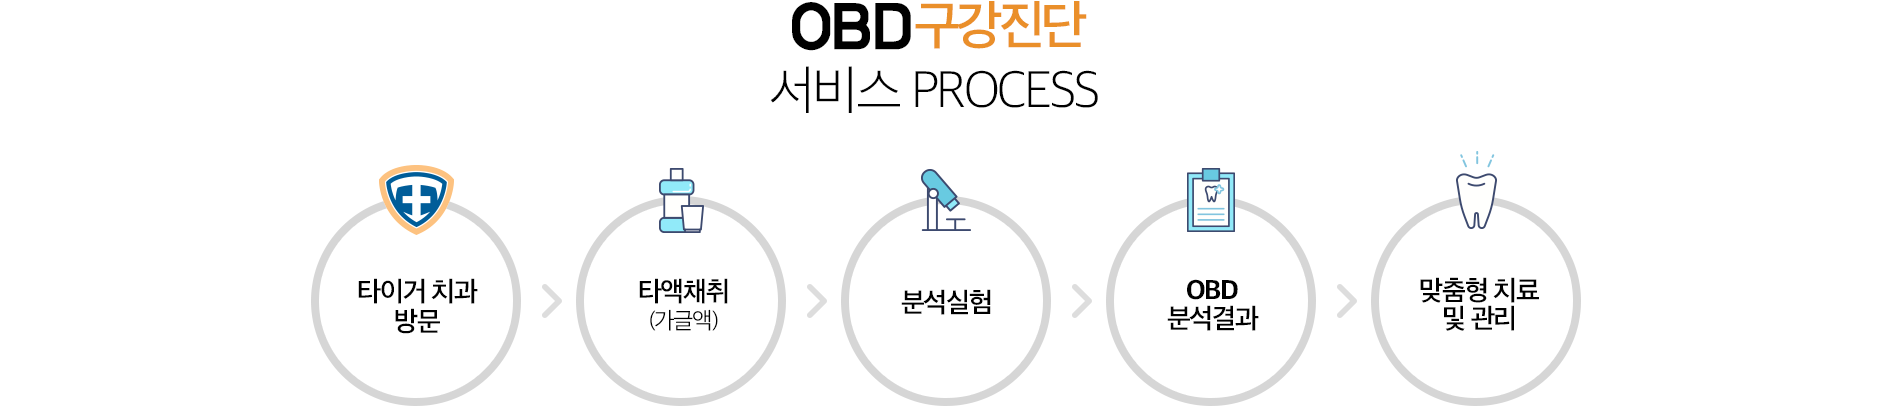 OBD구강진단
서비스 PROCESS
타이거 치과
방문
타액채취
(가글액)
분석실험
OBD
분석결과
맞춤형 치료
및 관리